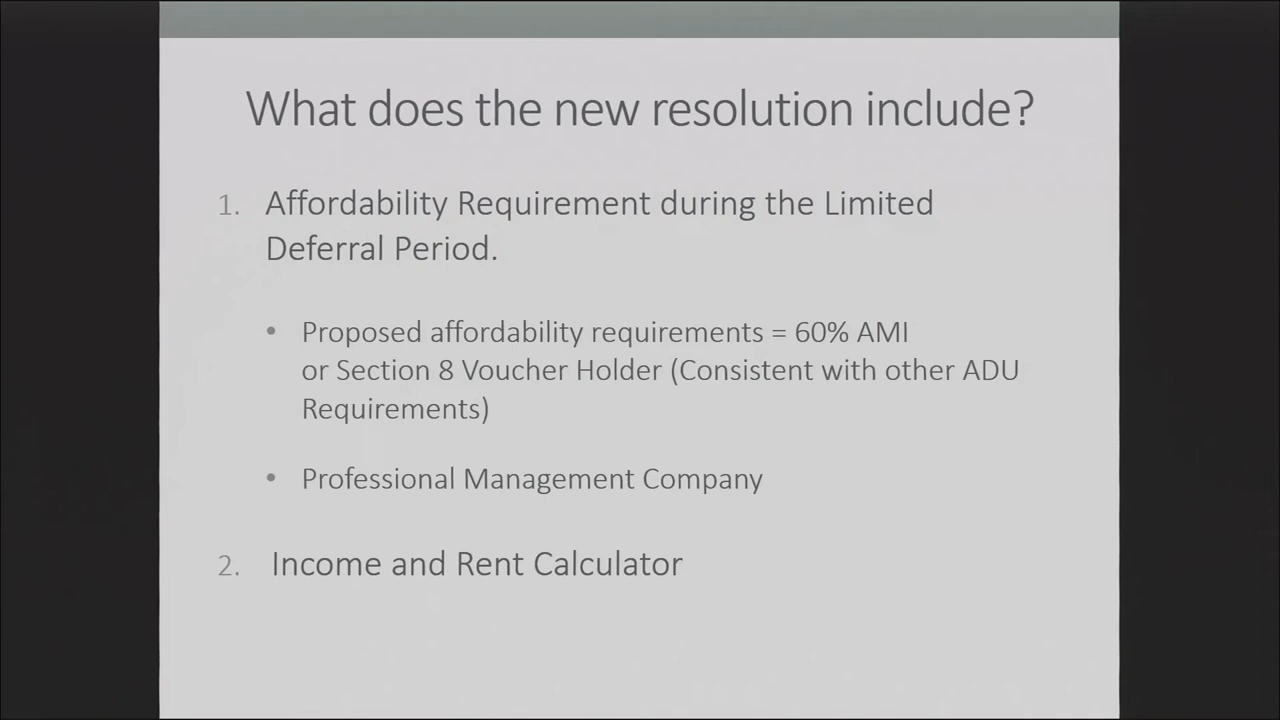 What does the new resolution include?
1. Affordability Requirement during the Limited
Deferral Period.
• Proposed affordability requirements = 60% AMI
or Section 8 Voucher Holder (Consistent with other ADU
Requirements)
• Professional Management Company
2. Income and Rent Calculator